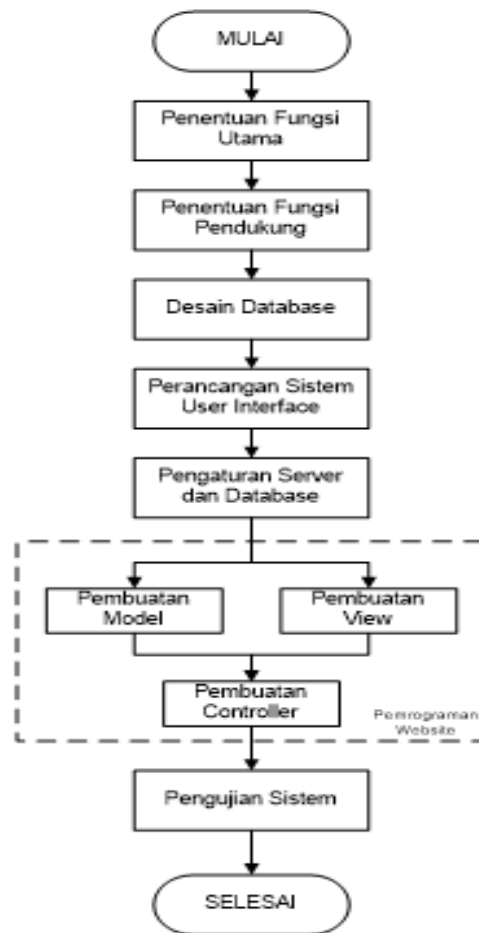 MULAI
Penentuan Fungsi
Utama
Penentuan Fungsi
Pendukung
Desain Database
Perancangan Sistem
User Interface
Pengaturan Server
dan Database
Pembuatan
Model
Pembuatan
View
Pembuatan
Controller
Pemrograman
Website
Pengujian Sistem
SELESAI